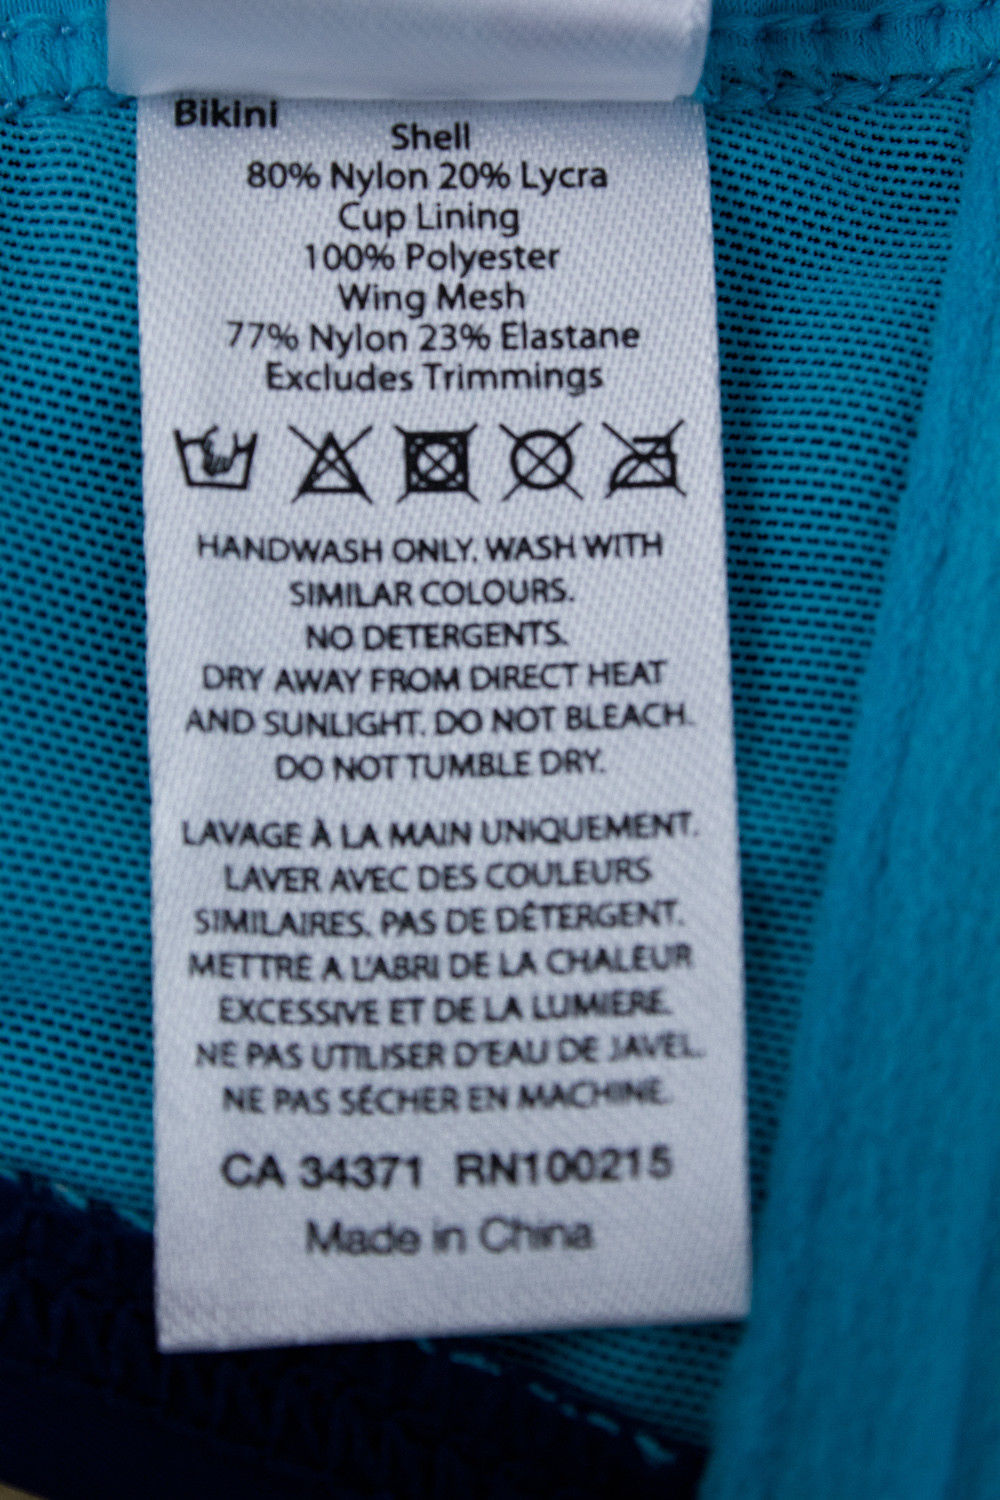 Bikini
Shell
80% Nylon 20% Lycra
Cup Lining
100% Polyester
Wing Mesh
77% Nylon 23% Elastane
Excludes Trimmings
HANDWASH ONLY. WASH WITH
SIMILAR COLOURS.
NO DETERGENTS.
DRY AWAY FROM DIRECT HEAT
AND SUNLIGHT. DO NOT BLEACH.
DO NOT TUMBLE DRY.
LAVAGE À LA MAIN UNIQUEMENT.
LAVER AVEC DES COULEURS
SIMILAIRES. PAS DE DÉTERGENT.
METTRE A L'ABRI DE LA CHALEUR
EXCESSIVE ET DE LA LUMIERE.
NE PAS UTILISER D'EAU DE JAVEL.
NE PAS SÉCHER EN MACHINE.
CA 34371 RN100215
Made in China